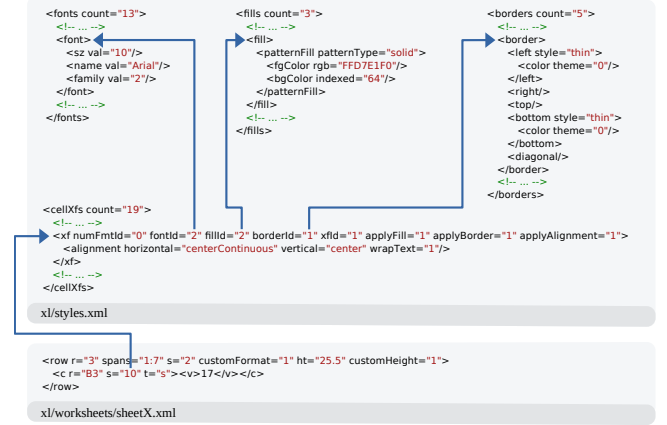 <fonts count="13">
<!-- ... -->
<font>
<sz val="10"/>
<name val="Arial"/>
<family val="2"/>
</font>
<!-- ... -->
</fonts>
<fills count="3">
<!-- ... -->
<fill>
<patternFill patternType="solid">
<fgColor rgb="FFD7E1F0"/>
<bgColor indexed="64"/>
</patternFill>
</fill>
<!-- ... -->
</fills>
<borders count="5">
<!-- ... -->
<border>
<left style="thin">
<color theme="0"/>
</left>
<right/>
<top/>
<bottom style="thin">
<color theme="0"/>
</bottom>
<diagonal/>
</border>
<!-- ... -->
</borders>
<cellXfs count="19">
<!-- ... -->
<xf numFmtId="0" fontId="2" fillId="2" borderId="1" xfId="1" applyFill="1" applyBorder="1" applyAlignment="1">
<alignment horizontal="centerContinuous" vertical="center" wrapText="1"/>
</xf>
<!-- ... -->
</cellXfs>
xl/styles.xml
<row r="3" spans="1:7" s="2" customFormat="1" ht="25.5" customHeight="1">
<c r="B3" s="10" t="s"><v>17</v></c>
</row>
xl/worksheets/sheetX.xml